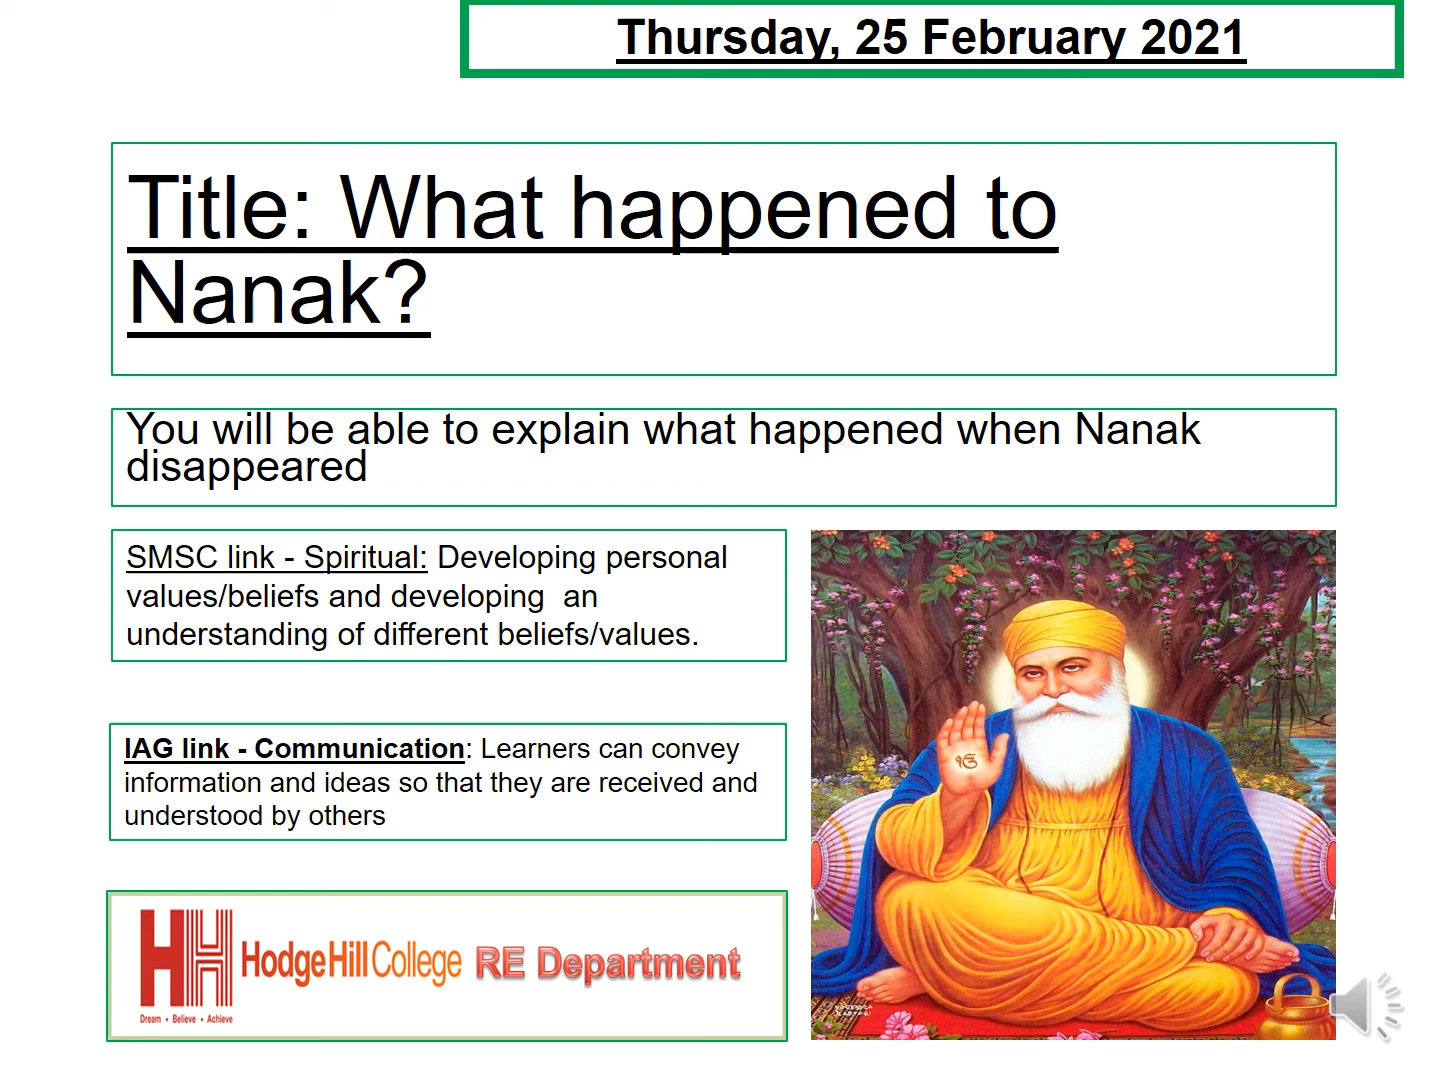 Thursday, 25 February 2021
Title: What happened to
Nanak?
You will be able to explain what happened when Nanak
disappeared
SMSC link - Spiritual: Developing personal
values/beliefs and developing  an
understanding of different beliefs/values.
IAG link - Communication: Learners can convey
information and ideas so that they are received and
understood by others
HH Hodge Hill College RE Department
Dream • Believe • Achieve
ੴ